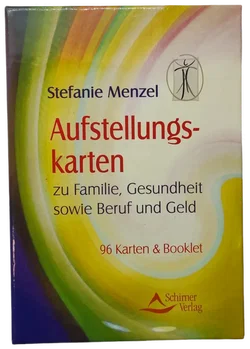 Stefanie Menzel
Aufstellungs-
karten
zu Familie, Gesundheit
sowie Beruf und Geld
96 Karten & Booklet
Schirner
Verlag